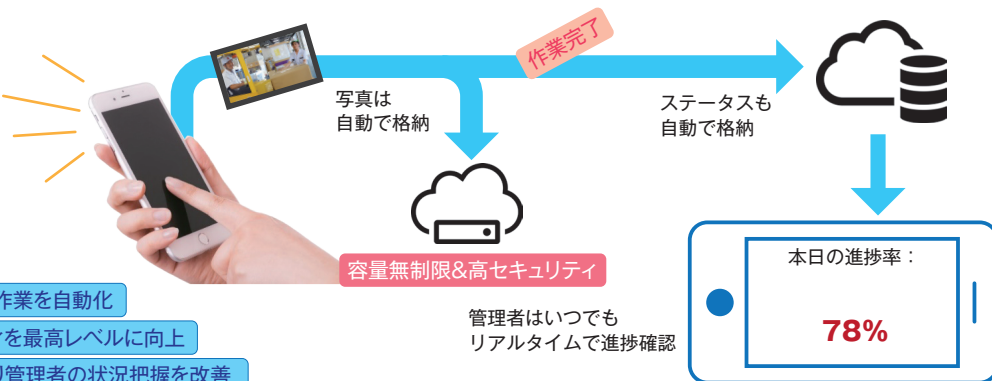 作業完了
写真は
自動で格納
ステータスも
自動で格納
容量無制限&高セキュリティ
本日の進捗率：
78%
管理者はいつでも
リアルタイムで進捗確認
作業を自動化
を最高レベルに向上
管理者の状況把握を改善